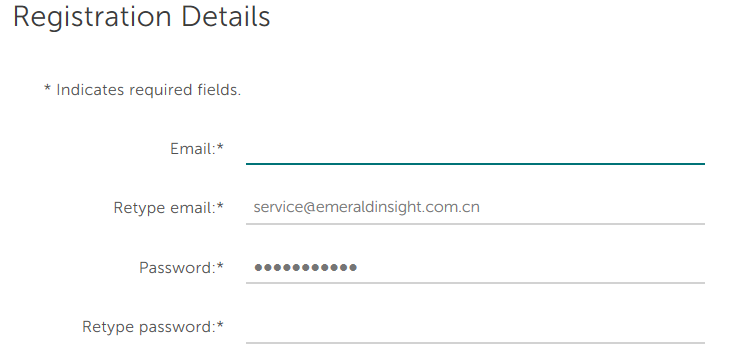 Registration Details
* Indicates required fields.
Email:*
Retype email:* service@emeraldinsight.com.cn
Password:* ●●●●●●●●●●●
Retype password:*